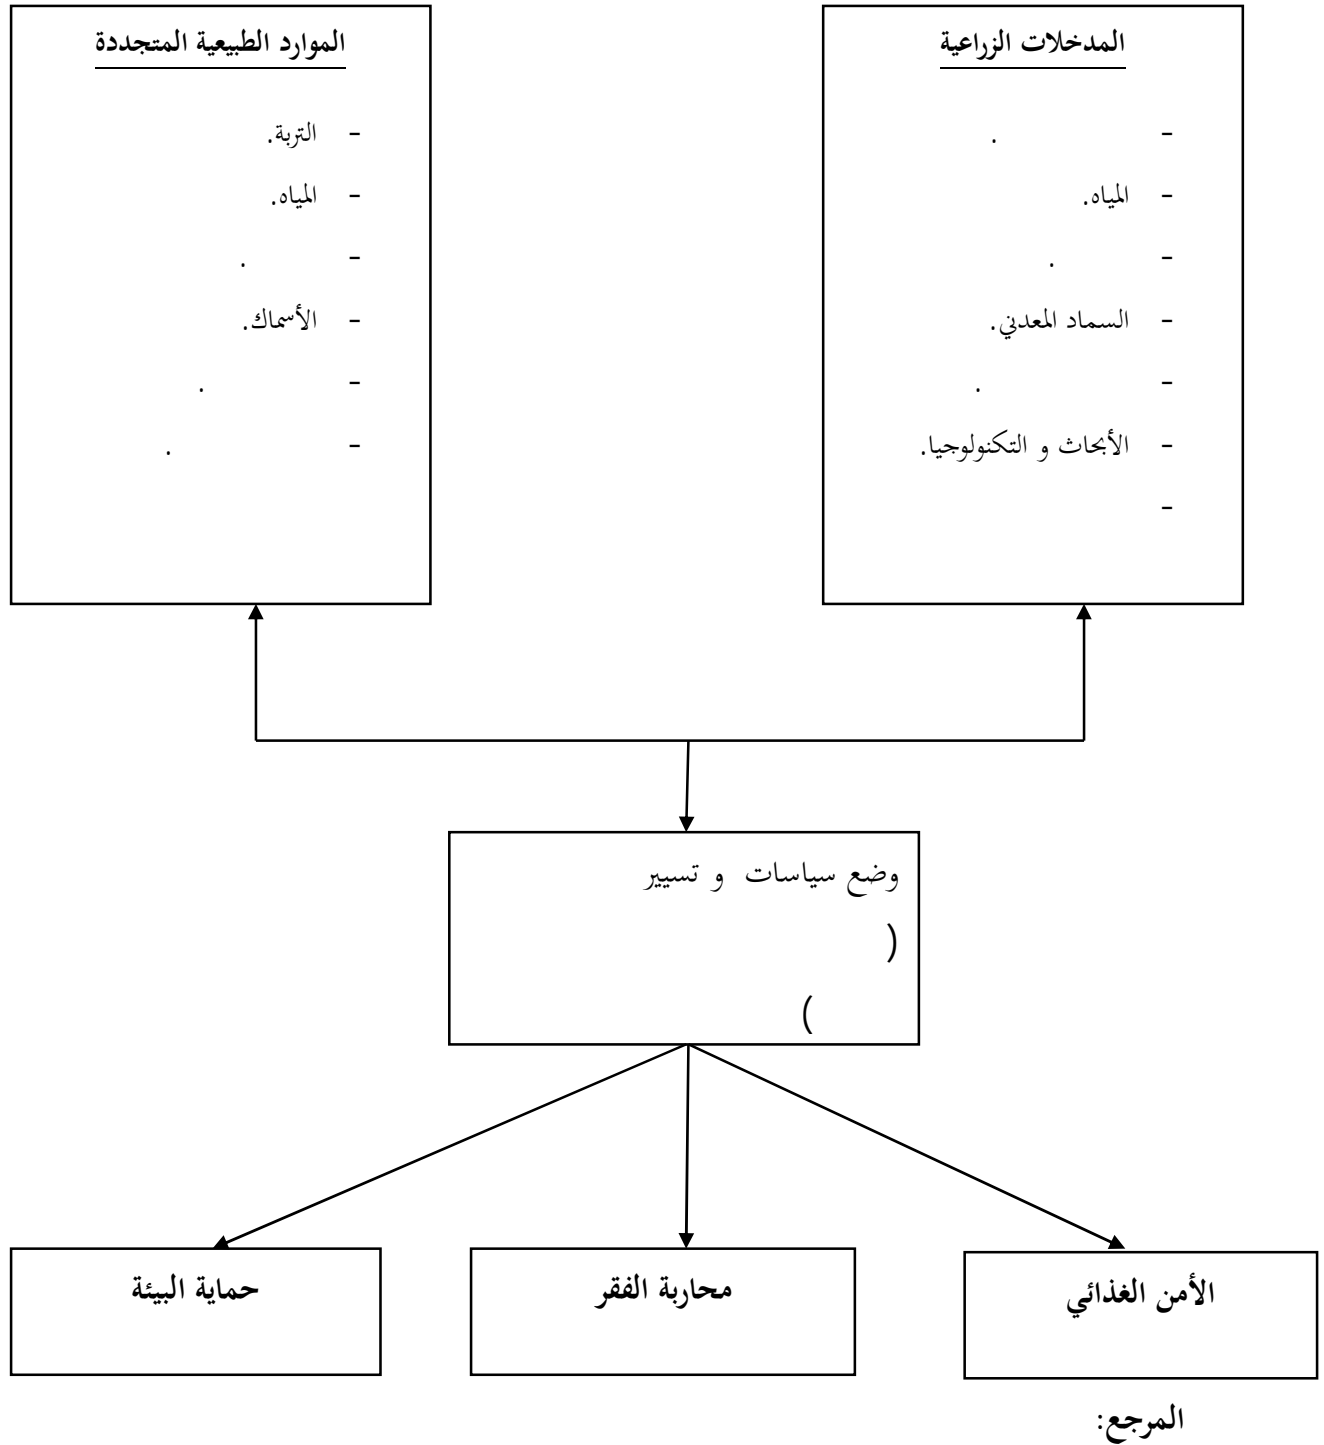 المدخلات الزراعية
- .
- المياه.
- .
- السماد المعدني.
- .
- الأبحاث و التكنولوجيا.
-
الموارد الطبيعية المتجددة
- التربة.
- المياه.
- .
- الأسماك.
- .
- .
وضع سياسات و تسيير
(
)
الأمن الغذائي
محاربة الفقر
حماية البيئة
المرجع: